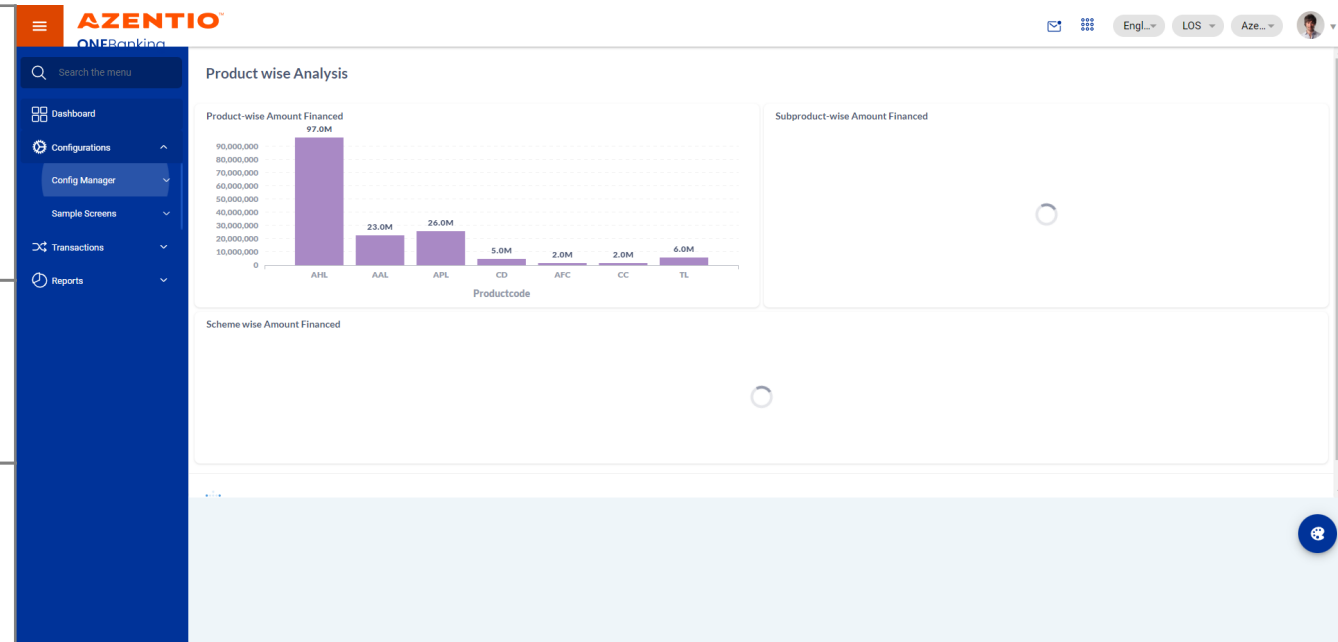 AZENTIO™
ONEBanking
Engl...
LOS
Aze...
Search the menu
Dashboard
Configurations
Config Manager
Sample Screens
Transactions
Reports
Product wise Analysis
Product-wise Amount Financed
97.0M
90,000,000
80,000,000
70,000,000
60,000,000
50,000,000
40,000,000
30,000,000
20,000,000
10,000,000
0
23.0M
26.0M
5.0M
2.0M
2.0M
6.0M
AHL AAL APL CD AFC CC TL
Productcode
Subproduct-wise Amount Financed
Scheme wise Amount Financed